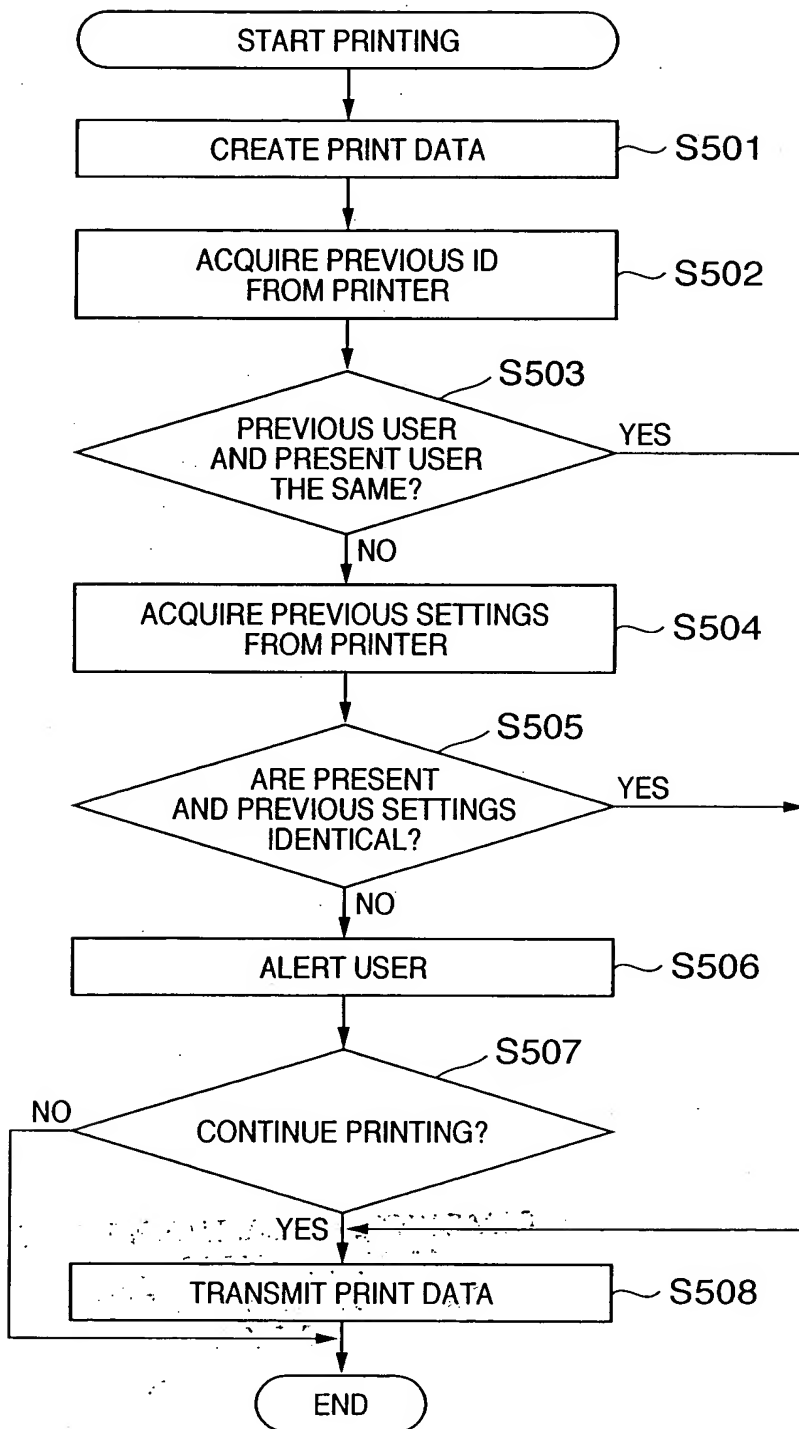 START PRINTING
CREATE PRINT DATA
S501
ACQUIRE PREVIOUS ID
FROM PRINTER
S502
S503
PREVIOUS USER
AND PRESENT USER
THE SAME?
YES
NO
ACQUIRE PREVIOUS SETTINGS
FROM PRINTER
S504
S505
ARE PRESENT
AND PREVIOUS SETTINGS
IDENTICAL?
YES
NO
ALERT USER
S506
S507
NO
CONTINUE PRINTING?
YES
TRANSMIT PRINT DATA
S508
END